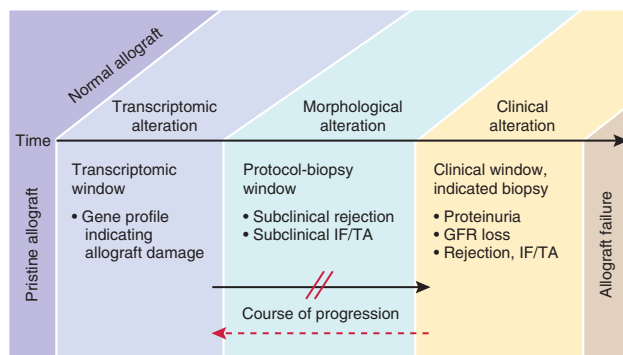 Normal allograft
Transcriptomic
alteration
Morphological
alteration
Clinical
alteration
Time
Pristine allograft
Transcriptomic
window
• Gene profile
indicating
allograft damage
Protocol-biopsy
window
• Subclinical rejection
• Subclinical IF/TA
Clinical window,
indicated biopsy
• Proteinuria
• GFR loss
• Rejection, IF/TA
Allograft failure
Course of progression